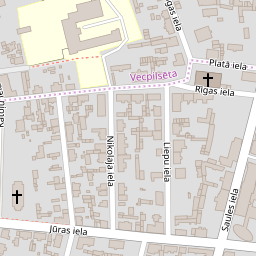 Rīgas iela
Platā iela
Vecpilsēta
Rīgas iela
Nikolaja iela
Liepu iela
Saules iela
Jūras iela